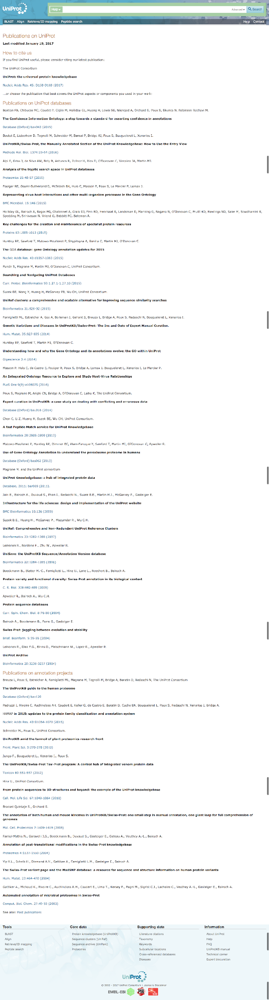 UniProt
Help
Advanced
Search
BLAST Align Retrieve/ID mapping Peptide search Help Contact
Publications on UniProt
Last modified January 19, 2017
How to cite us
If you find UniProt useful, please consider citing our latest publication:
The UniProt Consortium
UniProt: the universal protein knowledgebase
Nucleic Acids Res. 45: D158-D169 (2017)
...or choose the publication that best covers the UniProt aspects or components you used in your work:
Publications on UniProt databases
Bastian FB, Chibucos MC, Gaudet P, Giglio M, Holliday GL, Huang H, Lewis SE, Niknejad A, Orchard S, Poux S, Skunca N, Robinson-Rechavi M.
The Confidence Information Ontology: a step towards a standard for asserting confidence in annotations
Database (Oxford) bav043 (2015)
Boutet E, Lieberherr D, Tognolli M, Schneider M, Bansal P, Bridge AJ, Poux S, Bougueleret L, Xenarios I.
UniProtKB/Swiss-Prot, the Manually Annotated Section of the UniProt KnowledgeBase: How to Use the Entry View
Methods Mol. Biol. 1374:23-54 (2016)
Alpi E, Griss J, da Silva AW, Bely B, Antunes R, Zellner H, Rios D, O'Donovan C, Vizcaino JA, Martin MJ.
Analysis of the tryptic search space in UniProt databases
Proteomics 15:48-57 (2015)
Foulger RE, Osumi-Sutherland D, McIntosh BK, Hulo C, Masson P, Poux S, Le Mercier P, Lomax J.
Representing virus-host interactions and other multi-organism processes in the Gene Ontology
BMC Microbiol. 15:146 (2015)
Holliday GL, Bairoch A, Bagos PG, Chatonnet A, Craik DJ, Finn RD, Henrissat B, Landsman D, Manning G, Nagano N, O'Donovan C, Pruitt KD, Rawlings ND, Saier M, Sowdhamini R,
Spedding M, Srinivasan N, Vriend G, Babbitt PC, Bateman A.
Key challenges for the creation and maintenance of specialist protein resources
Proteins 83:1005-1013 (2015)
Huntley RP, Sawford T, Mutowo-Meullenet P, Shypitsyna A, Bonilla C, Martin MJ, O'Donovan C.
The GOA database: gene Ontology annotation updates for 2015
Nucleic Acids Res. 43:d1057-1063 (2015)
Pundir S, Magrane M, Martin MJ, O'Donovan C, UniProt Consortium.
Searching and Navigating UniProt Databases
Curr. Protoc. Bioinformatics 50:1.27.1-1.27.10 (2015)
Suzek BE, Wang Y, Huang H, McGarvey PB, Wu CH, UniProt Consortium.
UniRef clusters: a comprehensive and scalable alternative for improving sequence similarity searches
Bioinformatics 31:926-32 (2015)
Famiglietti ML, Estreicher A, Gos A, Bolleman J, Gehant S, Breuza L, Bridge A, Poux S, Redaschi N, Bougueleret L, Xenarios I.
Genetic Variations and Diseases in UniProtKB/Swiss-Prot: The Ins and Outs of Expert Manual Curation.
Hum. Mutat. 35:927-935 (2014)
Huntley RP, Sawford T, Martin MJ, O?Donovan C.
Understanding how and why the Gene Ontology and its annotations evolve: the GO within UniProt
Gigascience 3:4 (2014)
Masson P, Hulo C, de Castro E, Foulger R, Poux S, Bridge A, Lomax J, Bougueleret L, Xenarios I, Le Mercier P.
An Integrated Ontology Resource to Explore and Study Host-Virus Relationships
PLoS One 9(9):e108075 (2014)
Poux S, Magrane M, Arighi CN, Bridge A, O?Donovan C, Laiho K, The UniProt Consortium.
Expert curation in UniProtKB: a case study on dealing with conflicting and erroneous data
Database (Oxford) bau016 (2014)
Chen C, Li Z, Huang H, Suzek BE, Wu CH; UniProt Consortium.
A fast Peptide Match service for UniProt Knowledgebase
Bioinformatics 29:2808-2809 (2013)
Mutowo-Meullenet P, Huntley RP, Dimmer EC, Alam-Faruque Y, Sawford T, Martin MJ, O?Donovan C, Apweiler R.
Use of Gene Ontology Annotation to understand the peroxisome proteome in humans
Database (Oxford) bas062 (2013)
Magrane M. and the UniProt consortium
UniProt Knowledgebase: a hub of integrated protein data
Database, 2011: bar009 (2011).
Jain E., Bairoch A., Duvaud S., Phan I., Redaschi N., Suzek B.E., Martin M.J., McGarvey P., Gasteiger E.
Infrastructure for the life sciences: design and implementation of the UniProt website
BMC Bioinformatics 10:136 (2009)
Suzek B.E., Huang H., McGarvey P., Mazumder R., Wu C.H.
UniRef: Comprehensive and Non-Redundant UniProt Reference Clusters
Bioinformatics 23:1282-1288 (2007)
Leinonen R., Nardone F., Zhu W., Apweiler R.
UniSave: the UniProtKB Sequence/Annotation Version database
Bioinformatics 22:1284-1285 (2006)
Boeckmann B., Blatter M.-C., Famiglietti L., Hinz U., Lane L., Roechert B., Bairoch A.
Protein variety and functional diversity: Swiss-Prot annotation in its biological context
C. R. Biol. 328:882-899 (2005)
Apweiler R., Bairoch A., Wu C.H.
Protein sequence databases
Curr. Opin. Chem. Biol. 8:76-80 (2004)
Bairoch A., Boeckmann B., Ferro S., Gasteiger E.
Swiss-Prot: juggling between evolution and stability
Brief. Bioinform. 5:39-55 (2004)
Leinonen R., Diez F.G., Binns D., Fleischmann W., Lopez R., Apweiler R.
UniProt Archive
Bioinformatics 20:3236-3237 (2004)
Publications on annotation projects
Breuza L, Poux S, Estreicher A, Famiglietti ML, Magrane M, Tognolli M, Bridge A, Baratin D, Redaschi N, The UniProt Consortium
The UniProtKB guide to the human proteome
Database (Oxford) bav120
Pedruzzi I, Rivoire C, Auchincloss AH, Coudert E, Keller G, de Castro E, Baratin D, Cuche BA, Bougueleret L, Poux S, Redaschi N, Xenarios I, Bridge A.
HAMAP in 2015: updates to the protein family classification and annotation system
Nucleic Acids Res. 43:D1064-1070 (2015)
Schneider M., Poux S., UniProt Consortium.
UniProtKB amid the turmoil of plant proteomics research front
Front. Plant Sci. 3:270-270 (2012)
Jungo F., Bougueleret L., Xenarios I., Poux S.
The UniProtKB/Swiss-Prot Tox-Prot program: A central hub of integrated venom protein data
Toxicon 60:551-557 (2012)
Hinz U., UniProt Consortium.
From protein sequences to 3D-structures and beyond: the example of the UniProt knowledgebase
Cell. Mol. Life Sci. 67:1049-1064 (2010)
Braconi Quintaje S., Orchard S.
The annotation of both human and mouse kinomes in UniProtKB/Swiss-Prot: one small step in manual annotation, one giant leap for full comprehension of
genomes
Mol. Cell. Proteomics 7:1409-1419 (2008)
Farriol-Mathis N., Garavelli J.S., Boeckmann B., Duvaud S., Gasteiger E., Gateau A., Veuthey A.-L., Bairoch A.
Annotation of post-translational modifications in the Swiss-Prot knowledgebase
Proteomics 4:1537-1550 (2004)
Yip Y.L., Scheib H., Diemand A.V., Gattiker A., Famiglietti L.M., Gasteiger E., Bairoch A.
The Swiss-Prot variant page and the ModSNP database: a resource for sequence and structure information on human protein variants
Hum. Mutat. 23:464-470 (2004)
Gattiker A., Michoud K., Rivoire C., Auchincloss A.H., Coudert E., Lima T., Kersey P., Pagni M., Sigrist C.J., Lachaize C., Veuthey A.-L., Gasteiger E., Bairoch A.
Automated annotation of microbial proteomes in Swiss-Prot
Comput. Biol. Chem. 27:49-58 (2003)
See also: Past publications
Tools Core data Supporting data Information
BLAST Protein knowledgebase (UniProtKB) Literature citations About UniProt
Align Sequence clusters (UniRef) Taxonomy Help
Retrieve/ID mapping Sequence archive (UniParc) Keywords FAQ
Peptide search Proteomes Subcellular locations UniProtKB manual
Cross-referenced databases Technical corner
Diseases Expert biocuration
UniProt
© 2002 – 2017 UniProt Consortium | License & Disclaimer
EMBL-EBI PIR SIB